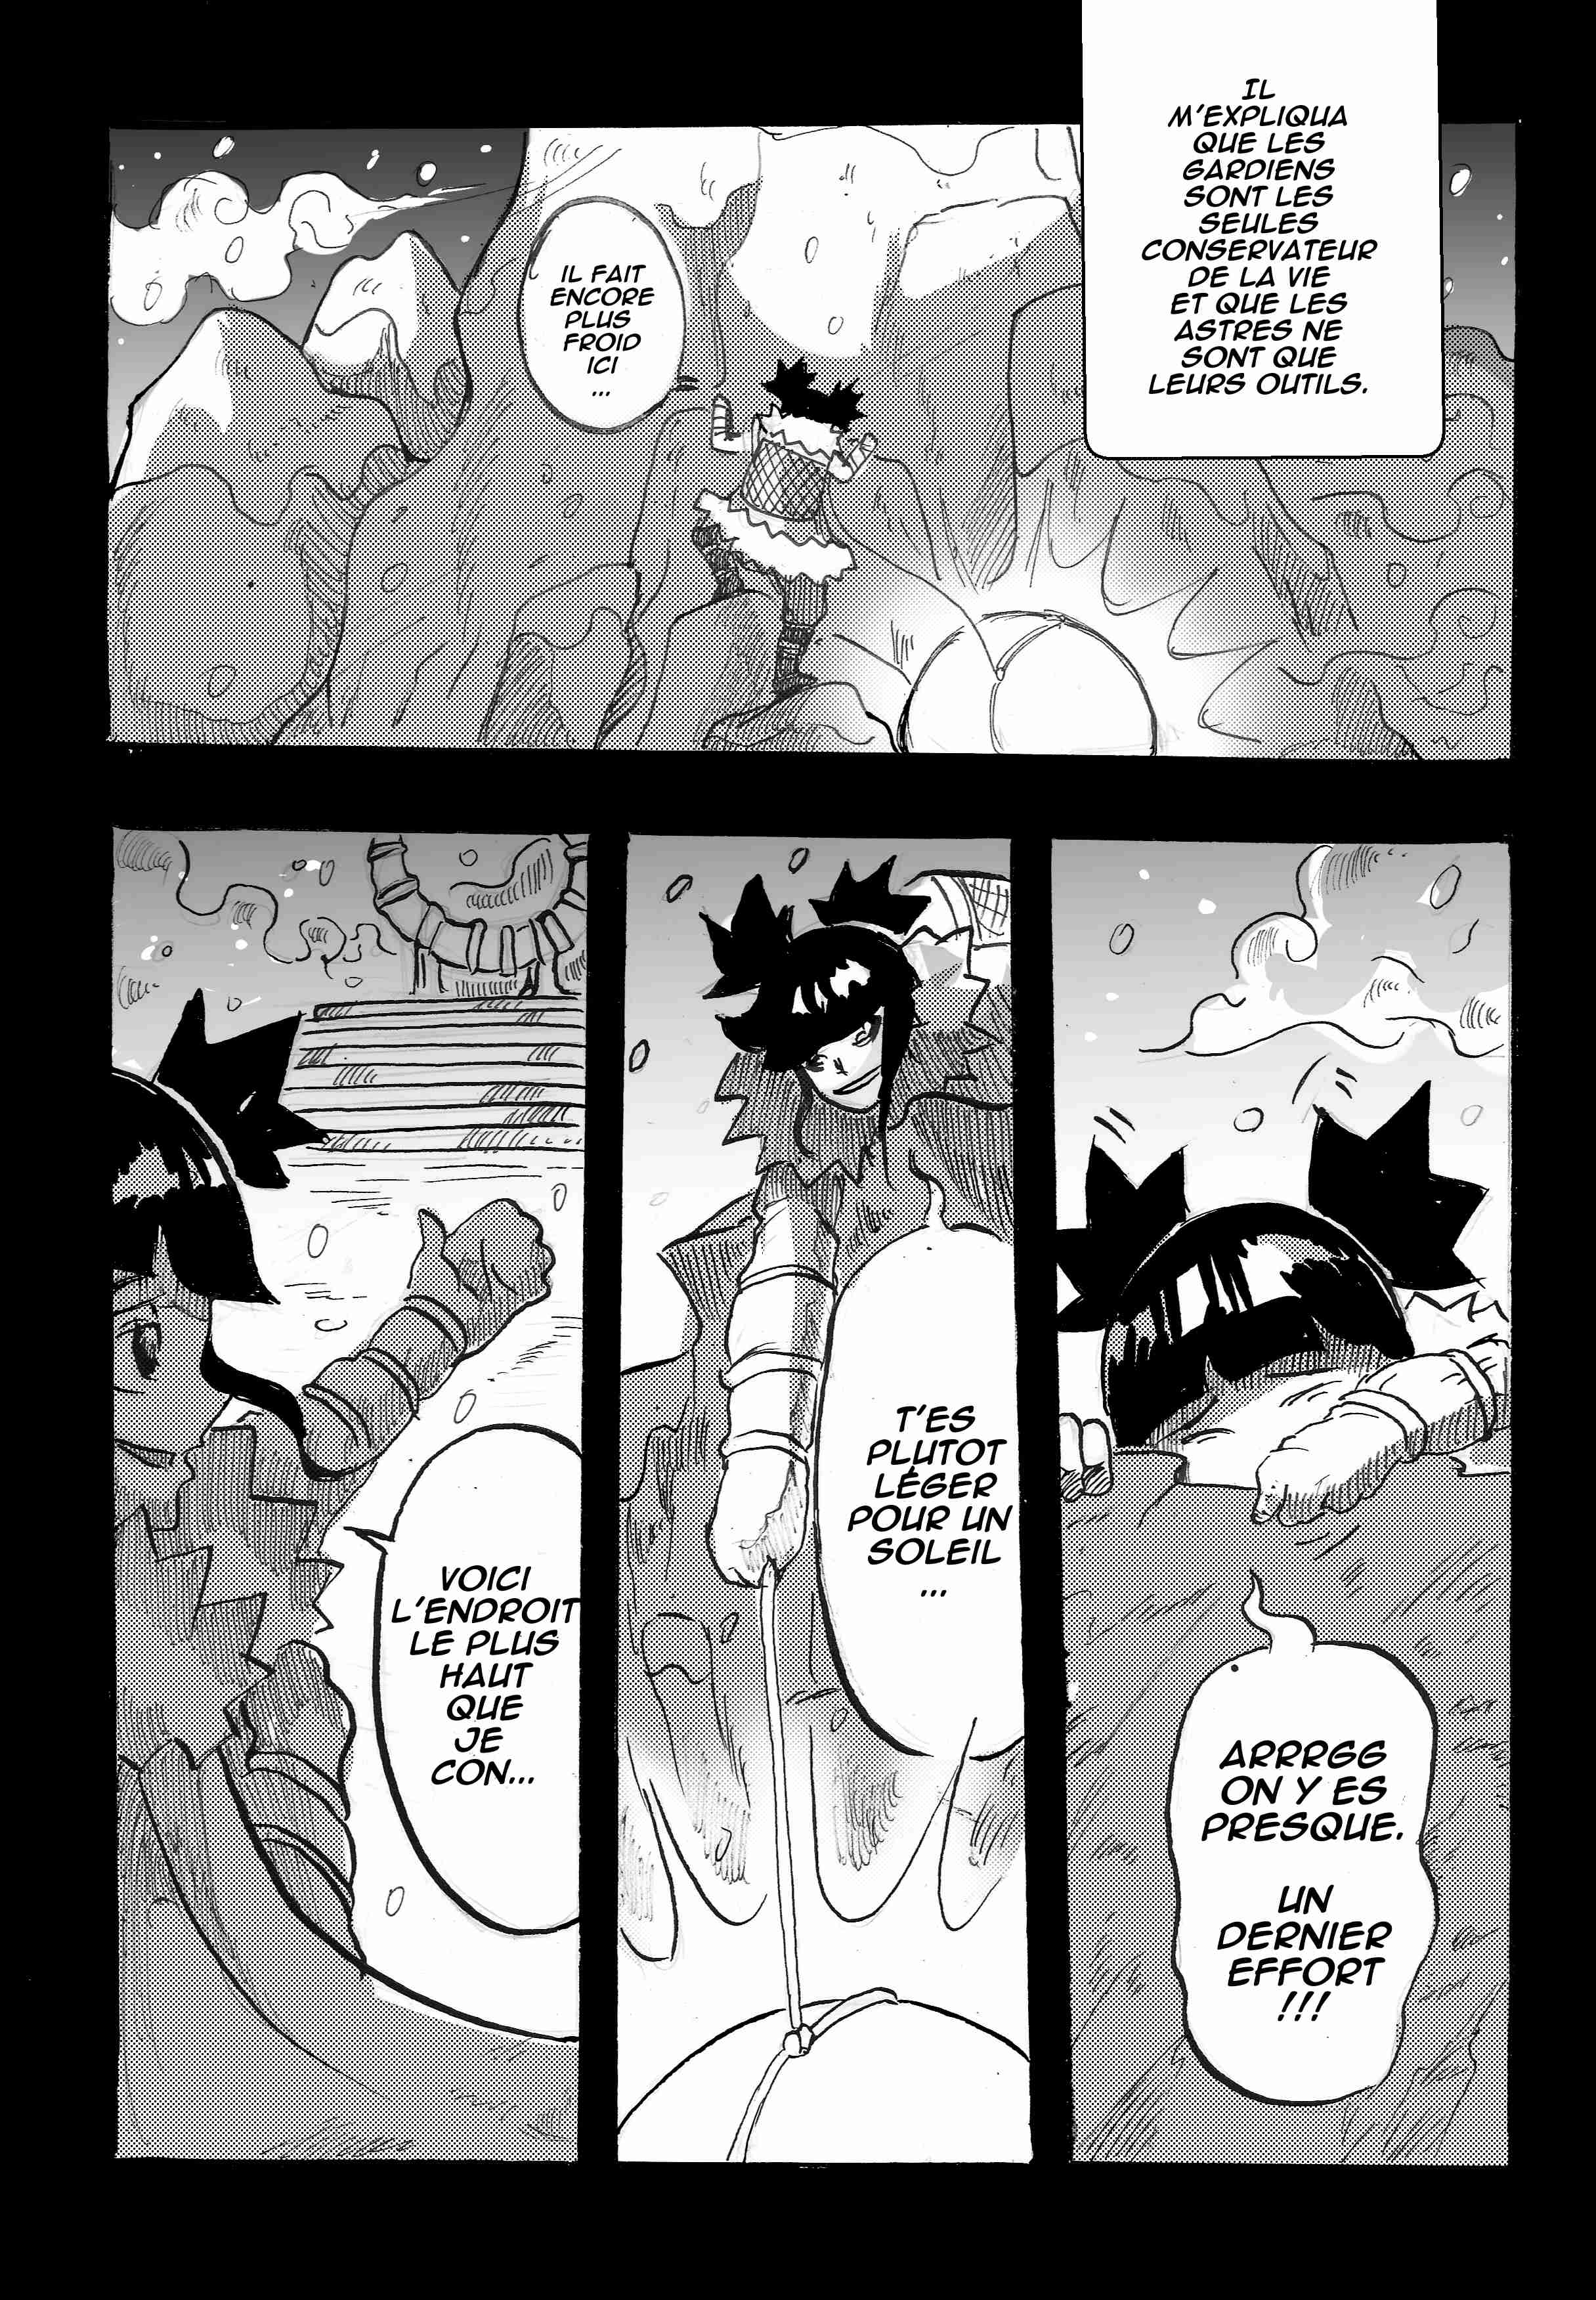 IL
M'EXPLIQUA
QUE LES
GARDIENS
SONT LES
SEULES
CONSERVATEUR
DE LA VIE
ET QUE LES
ASTRES NE
SONT QUE
LEURS OUTILS.
IL FAIT
ENCORE
PLUS
FROID
ICI
...
ARRRGG
ON Y ES
PRESQUE.
UN
DERNIER
EFFORT
!!!
T'ES
PLUTOT
LÉGER
POUR UN
SOLEIL
...
VOICI
L'ENDROIT
LE PLUS
HAUT
QUE
JE
CON...